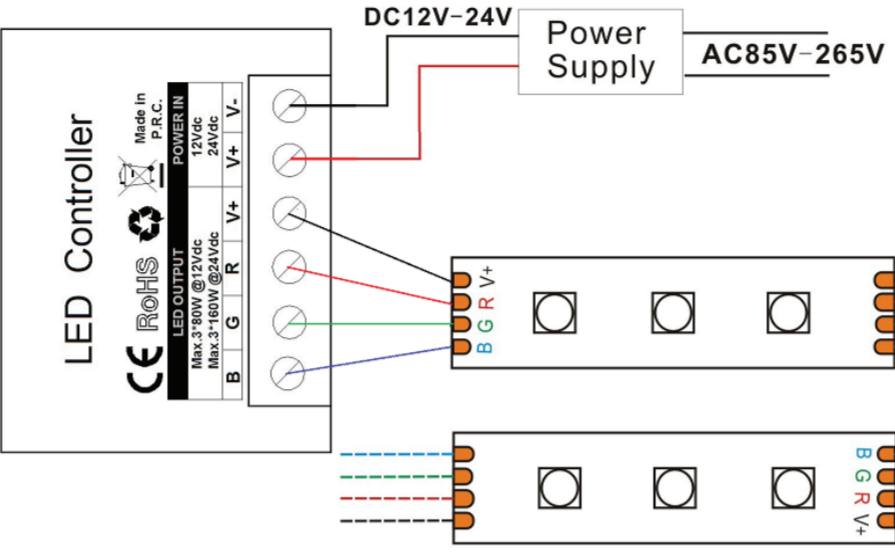 DC12V-24V
Power
Supply
AC85V-265V
LED Controller
CE RoHS
Made in
P.R.C.
LED OUTPUT
POWER IN
Max.3*80W @12Vdc
Max.3*160W @24Vdc
12Vdc
24Vdc
V-
V+
V+
R
G
B
V+
R
G
B
B
G
R
V+